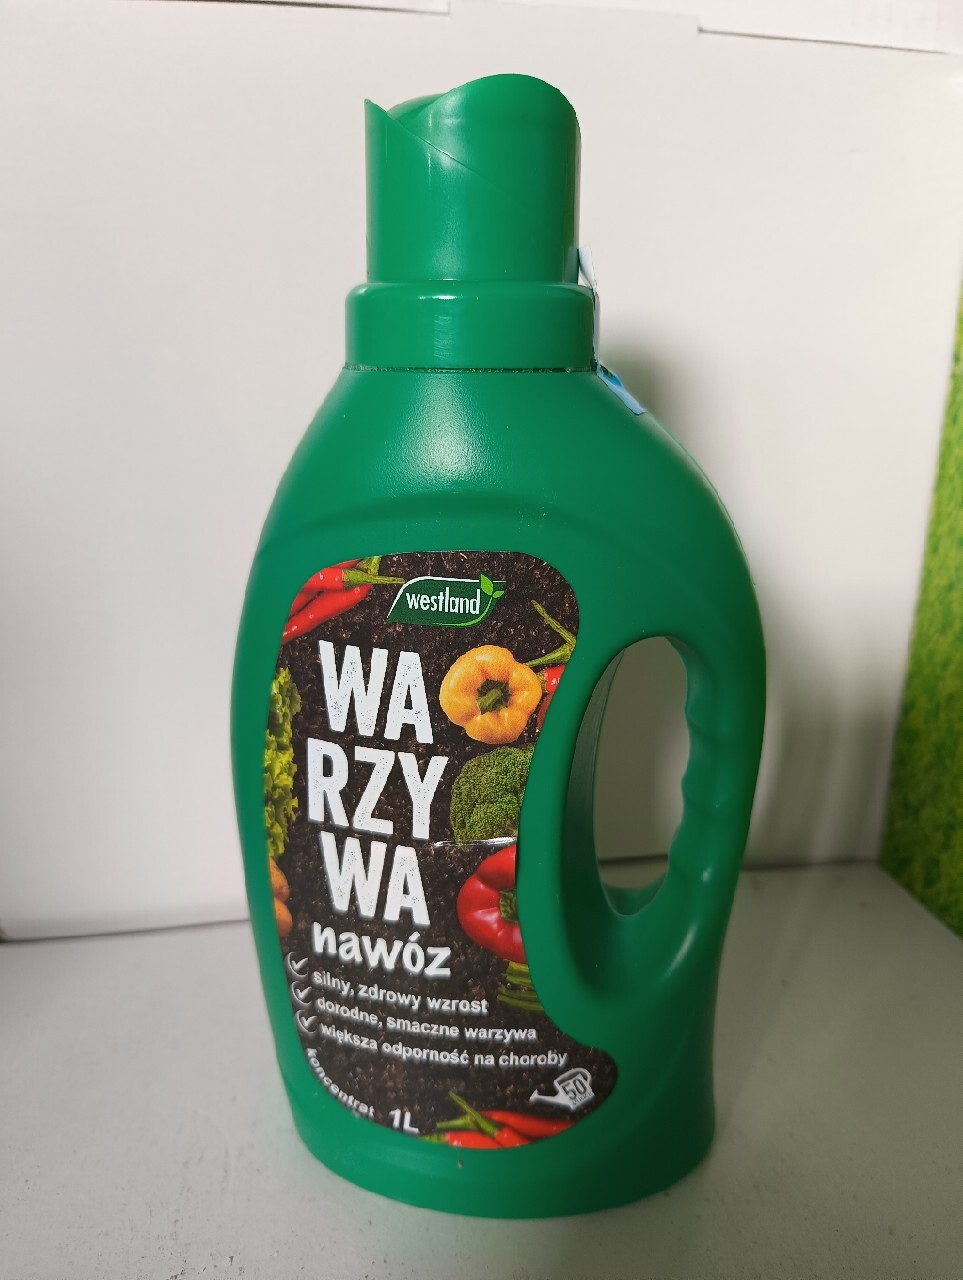 westland
WA
RZY
WA
nawóz
silny, zdrowy wzrost
dorodne, smaczne warzywa
większa odporność na choroby
50
koncentrat 1L